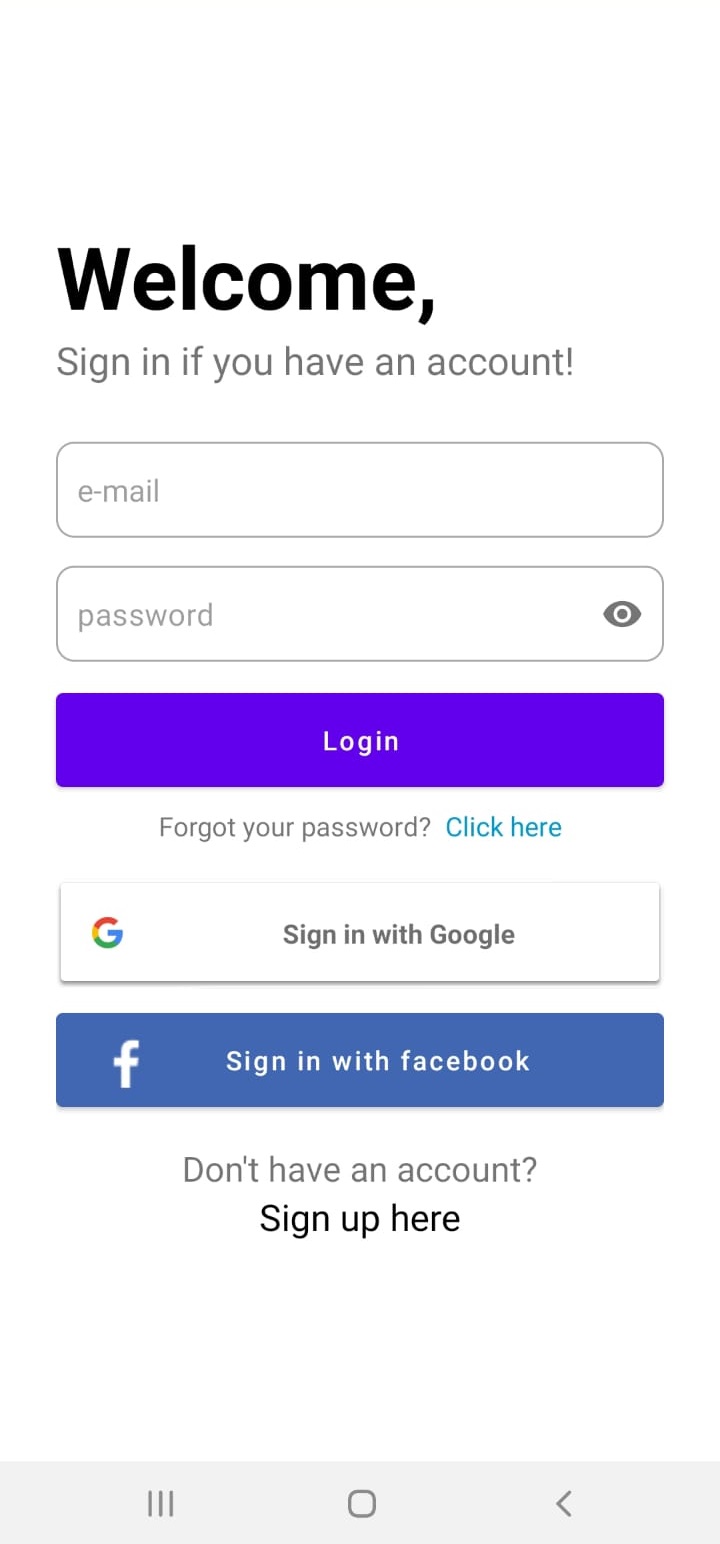 Welcome,
Sign in if you have an account!
e-mail
password
Login
Forgot your password? Click here
Sign in with Google
Sign in with facebook
Don't have an account?
Sign up here